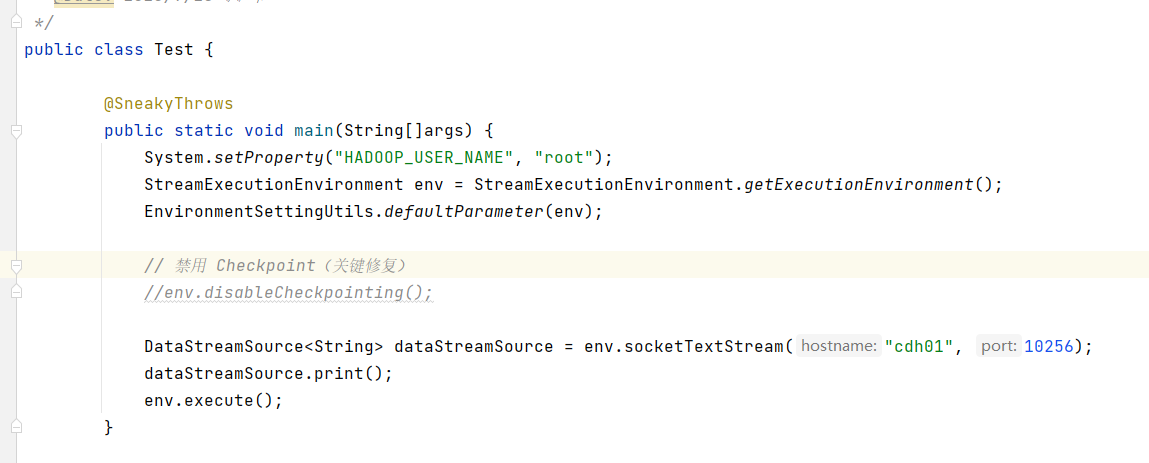 */
public class Test {
@SneakyThrows
public static void main(String[]args) {
System.setProperty("HADOOP_USER_NAME", "root");
StreamExecutionEnvironment env = StreamExecutionEnvironment.getExecutionEnvironment();
EnvironmentSettingUtils.defaultParameter(env);
// 禁用 Checkpoint（关键修复）
//env.disableCheckpointing();
DataStreamSource<String> dataStreamSource = env.socketTextStream( hostname: "cdh01", port: 10256);
dataStreamSource.print();
env.execute();
}